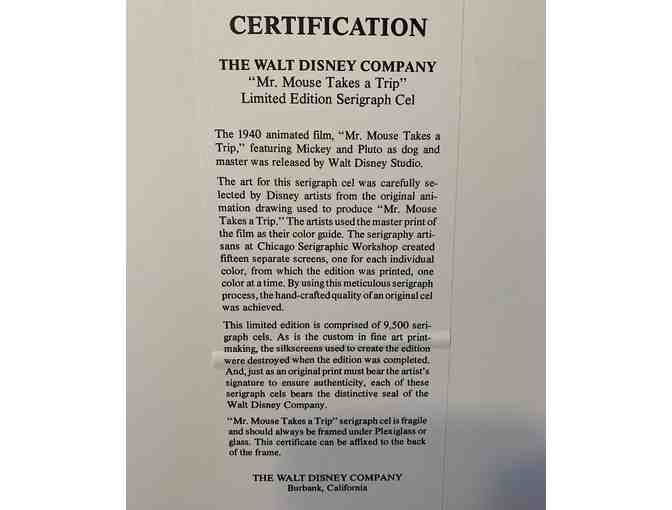 CERTIFICATION
THE WALT DISNEY COMPANY
"Mr. Mouse Takes a Trip"
Limited Edition Serigraph Cel
The 1940 animated film, "Mr. Mouse Takes a
Trip," featuring Mickey and Pluto as dog and
master was released by Walt Disney Studio.
The art for this serigraph cel was carefully se-
lected by Disney artists from the original ani-
mation drawing used to produce "Mr. Mouse
Takes a Trip." The artists used the master print of
the film as their color guide. The serigraphy arti-
sans at Chicago Serigraphic Workshop created
fifteen separate screens, one for each individual
color, from which the edition was printed, one
color at a time. By using this meticulous serigraph
process, the hand-crafted quality of an original cel
was achieved.
This limited edition is comprised of 9,500 seri-
graph cels. As is the custom in fine art print-
making, the silkscreens used to create the edition
were destroyed when the edition was completed.
And, just as an original print must bear the artist's
signature to ensure authenticity, each of these
serigraph cels bears the distinctive seal of the
Walt Disney Company.
"Mr. Mouse Takes a Trip" serigraph cel is fragile
and should always be framed under Plexiglass or
glass. This certificate can be affixed to the back
of the frame.
THE WALT DISNEY COMPANY
Burbank, California